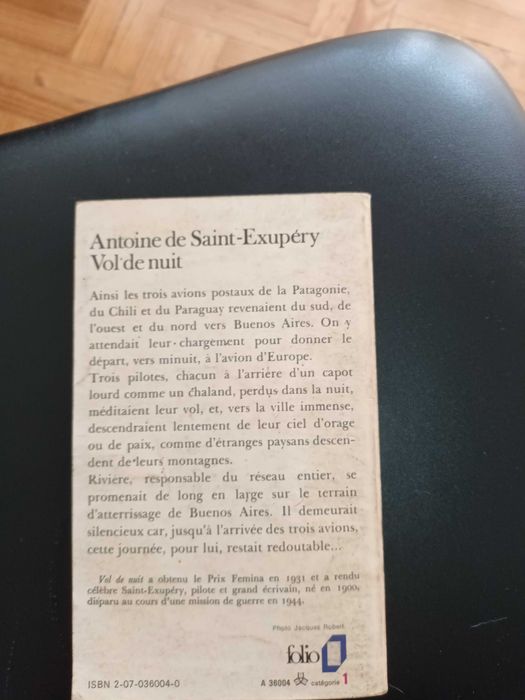 Antoine de Saint-Exupéry
Vol de nuit
Ainsi les trois avions postaux de la Patagonie,
du Chili et du Paraguay revenaient du sud, de
l'ouest et du nord vers Buenos Aires. On y
attendait leur chargement pour donner le
départ, vers minuit, à l'avion d'Europe.
Trois pilotes, chacun à l'arrière d'un capot
lourd comme un chaland, perdus dans la nuit,
méditaient leur vol, et, vers la ville immense,
descendraient lentement de leur ciel d'orage
ou de paix, comme d'étranges paysans descen-
dent de leurs montagnes.
Rivière, responsable du réseau entier, se
promenait de long en large sur le terrain
d'atterrissage de Buenos Aires. Il demeurait
silencieux car, jusqu'à l'arrivée des trois avions,
cette journée, pour lui, restait redoutable...
Vol de nuit a obtenu le Prix Femina en 1931 et a rendu
célèbre Saint-Exupéry, pilote et grand écrivain, né en 1900,
disparu au cours d'une mission de guerre en 1944.
Photo Jacques Robert.
folio
ISBN 2-07-036004-0 A 36004 catégorie 1